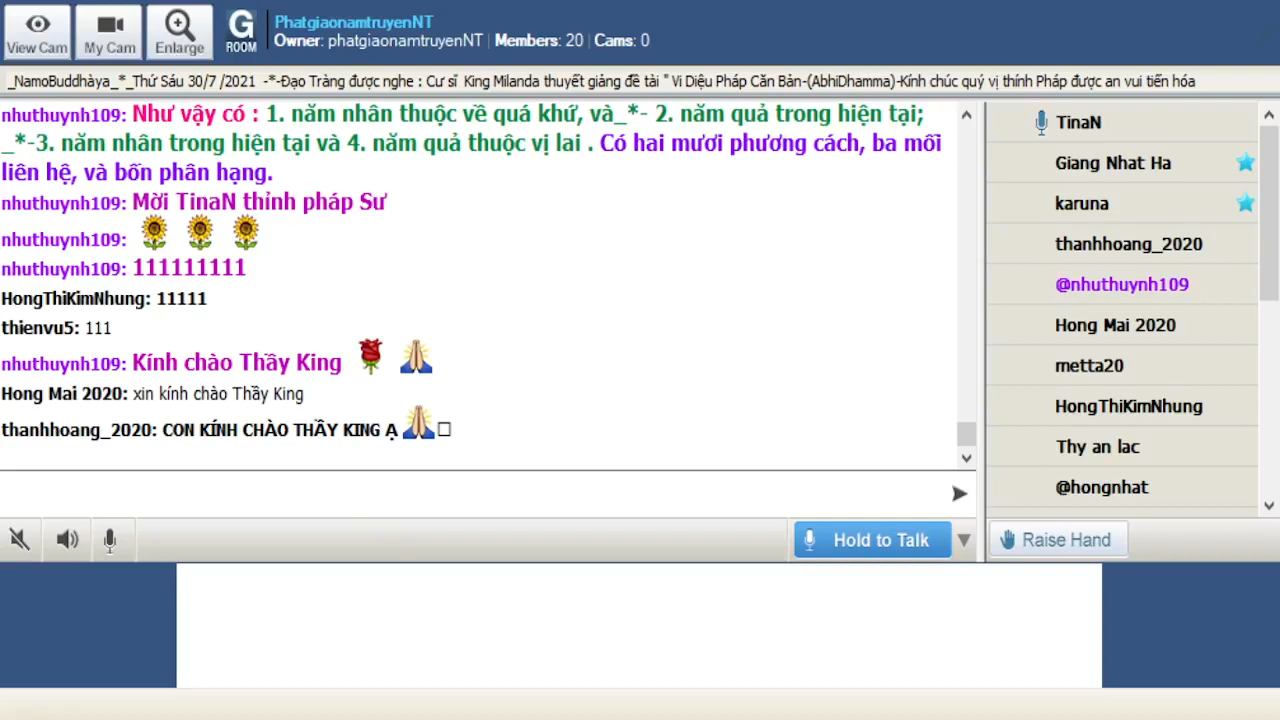 PhatgiaonamtruyenNT
Owner: phatgiaonamtruyenNT | Members: 20 | Cams: 0
View Cam
My Cam
Enlarge
G
ROOM
_NamoBuddhàya_*_Thứ Sáu 30/7 /2021 -*-Đạo Tràng được nghe : Cư sĩ King Milanda thuyết giảng đề tài " Vi Diệu Pháp Căn Bản-(AbhiDhamma)-Kính chúc quý vị thính Pháp được an vui tiến hóa
nhuthuynh109: Như vậy có : 1. năm nhân thuộc về quá khứ, và_*- 2. năm quả trong hiện tại;
_*-3. năm nhân trong hiện tại và 4. năm quả thuộc vị lai . Có hai mươi phương cách, ba mối
liên hệ, và bốn phân hạng.
nhuthuynh109: Mời TinaN thỉnh pháp Sư
nhuthuynh109: 🌻 🌻 🌻
nhuthuynh109: 111111111
HongThiKimNhung: 11111
thienvu5: 111
nhuthuynh109: Kính chào Thầy King 🌹 🙏
Hong Mai 2020: xin kính chào Thầy King
thanhhoang_2020: CON KÍNH CHÀO THẦY KING Ạ 🙏□
TinaN
Giang Nhat Ha
karuna
thanhhoang_2020
@nhuthuynh109
Hong Mai 2020
metta20
HongThiKimNhung
Thy an lac
@hongnhat
Hold to Talk
Raise Hand